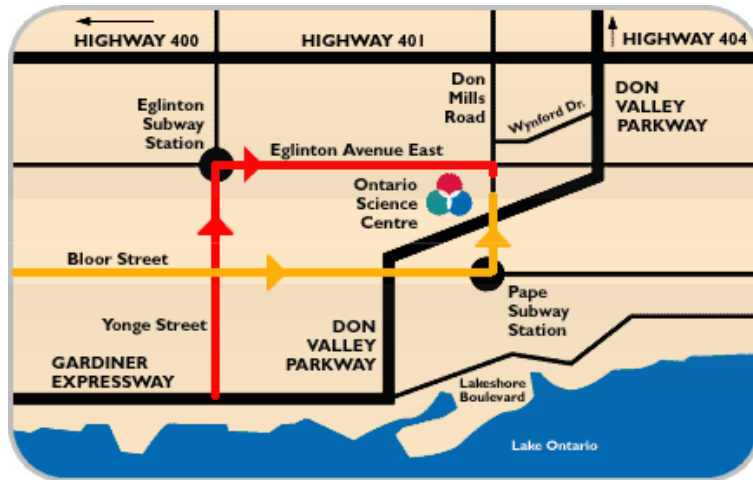 HIGHWAY 400
HIGHWAY 401
HIGHWAY 404
Eglinton
Subway
Station
Don
Mills
Road
Wynford Dr.
DON
VALLEY
PARKWAY
Eglinton Avenue East
Ontario
Science
Centre
Bloor Street
Yonge Street
DON
VALLEY
PARKWAY
Pape
Subway
Station
GARDINER
EXPRESSWAY
Lakeshore
Boulevard
Lake Ontario